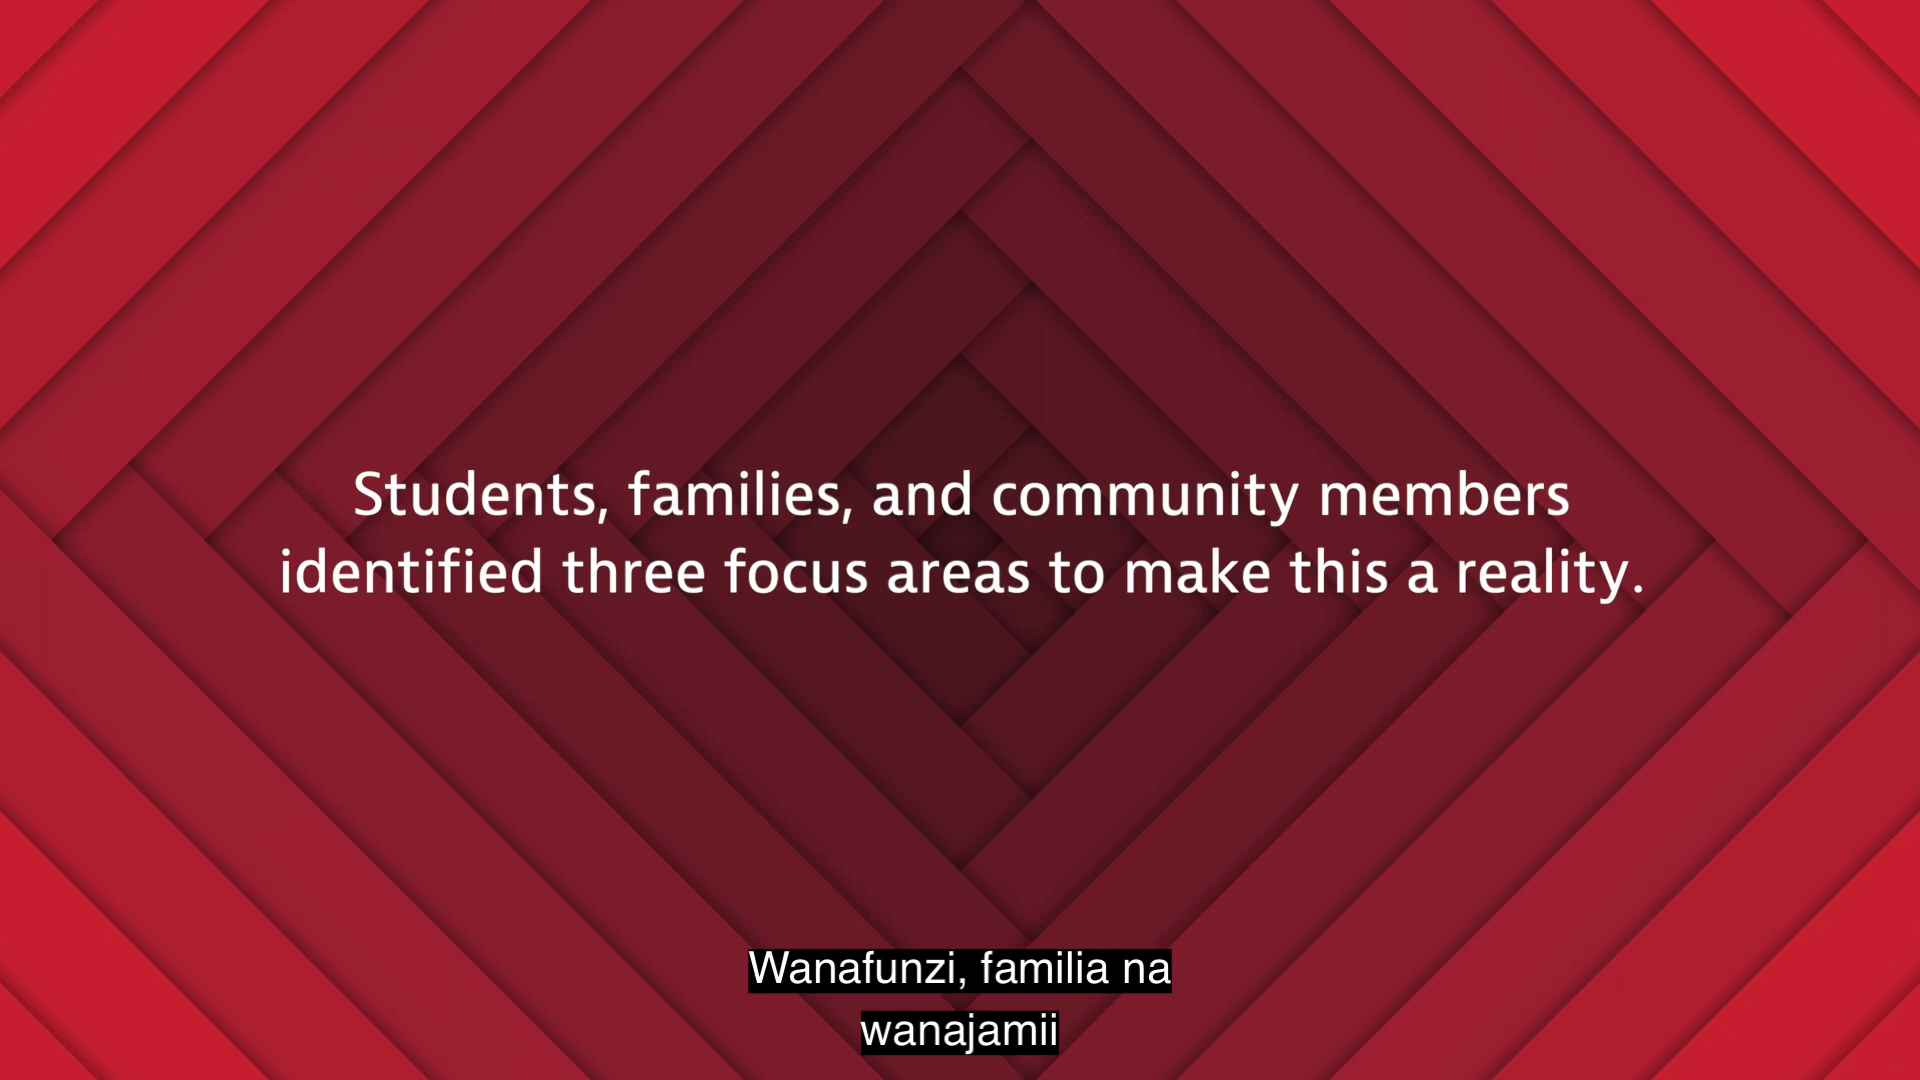 Students, families, and community members
identified three focus areas to make this a reality.
Wanafunzi, familia na
wanajamii